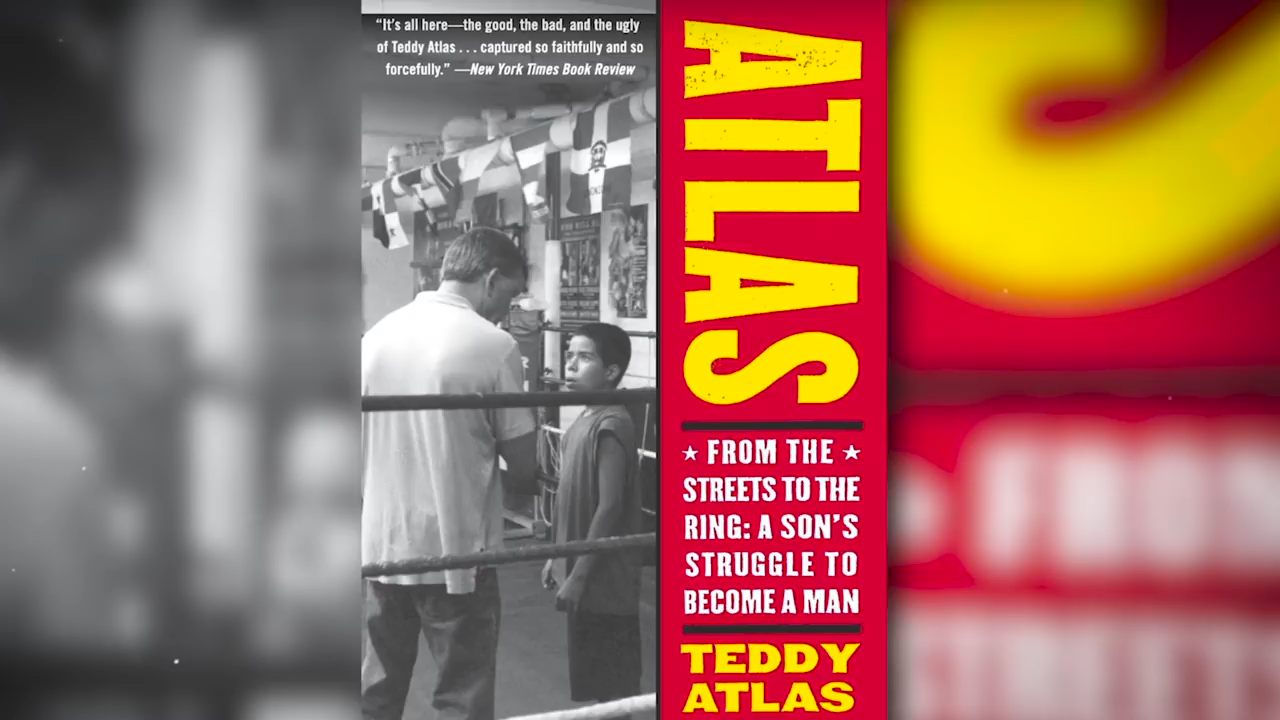 “It’s all here—the good, the bad, and the ugly
of Teddy Atlas . . . captured so faithfully and so
forcefully.” —New York Times Book Review
ATLAS
★ FROM THE ★
STREETS TO THE
RING: A SON’S
STRUGGLE TO
BECOME A MAN
TEDDY
ATLAS